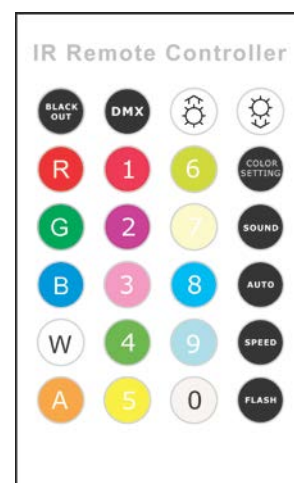 IR Remote Controller
BLACK
OUT
DMX
R 1 6 COLOR
SETTING
G 2 7 SOUND
B 3 8 AUTO
W 4 9 SPEED
A 5 0 FLASH